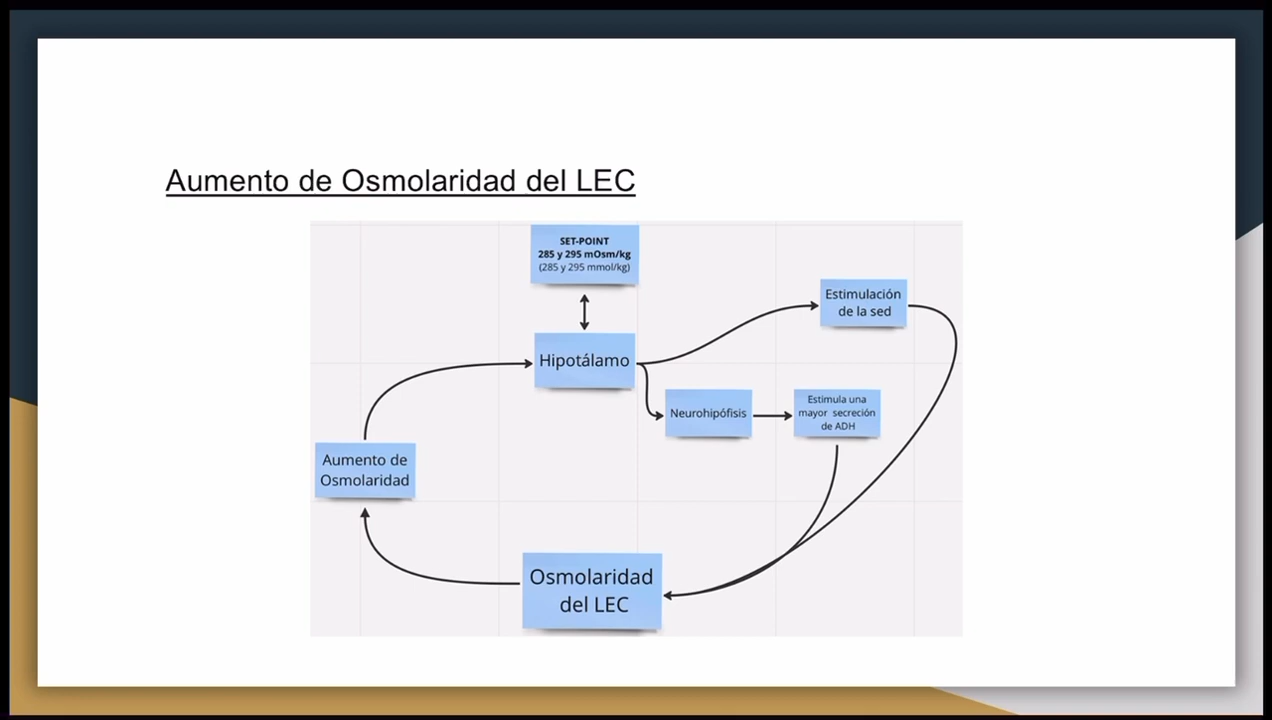 Aumento de Osmolaridad del LEC
SET-POINT
285 y 295 mOsm/kg
(285 y 295 mmol/kg)
Estimulación
de la sed
Hipotálamo
Neurohipófisis
Estimula una
mayor secreción
de ADH
Aumento de
Osmolaridad
Osmolaridad
del LEC